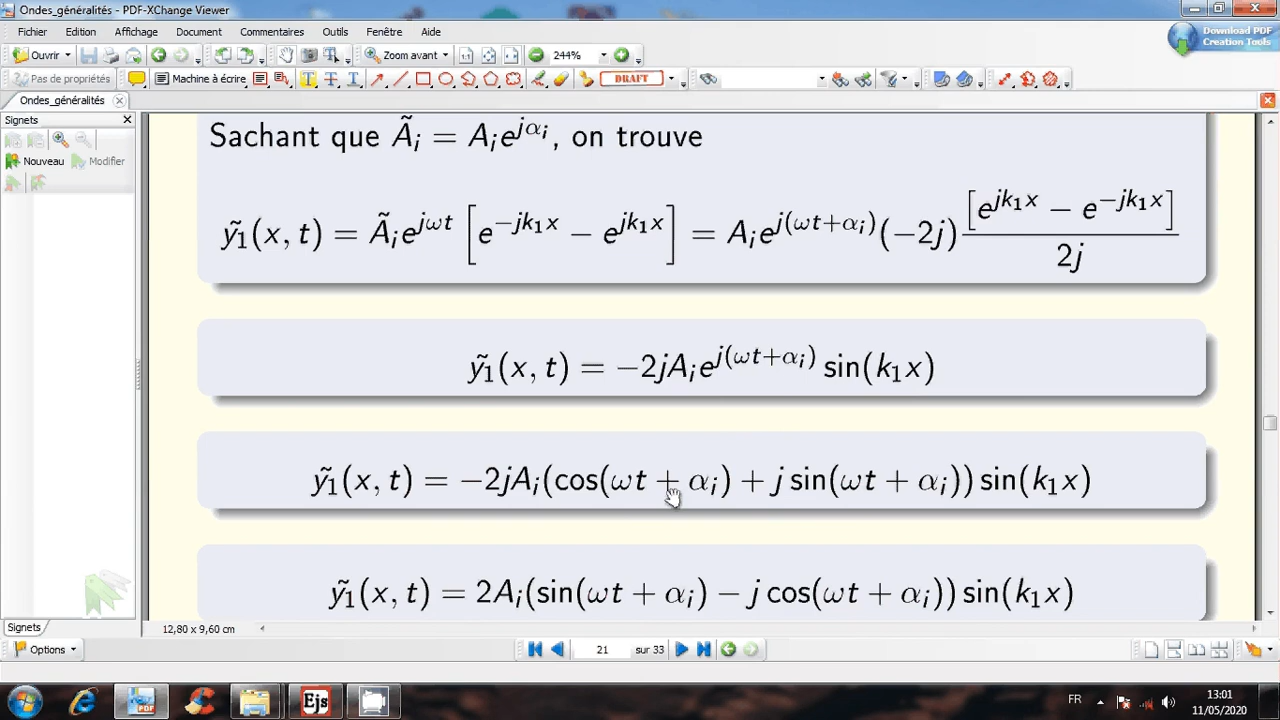 Ondes_généralités - PDF-XChange Viewer
Fichier Edition Affichage Document Commentaires Outils Fenêtre Aide
Download PDF
Creation Tools
Ouvrir Zoom avant 244%
Pas de propriétés Machine à écrire DRAFT
Ondes_généralités
Signets
Nouveau Modifier
Sachant que Ã_i = A_i e^{jα_i}, on trouve
ỹ_1(x, t) = Ã_i e^{jωt} [e^{-jk_1x} − e^{jk_1x}] = A_i e^{j(ωt+α_i)}(−2j) [e^{jk_1x} − e^{-jk_1x}] / 2j
ỹ_1(x, t) = −2jA_i e^{j(ωt+α_i)} sin(k_1x)
ỹ_1(x, t) = −2jA_i(cos(ωt + α_i) + j sin(ωt + α_i)) sin(k_1x)
ỹ_1(x, t) = 2A_i(sin(ωt + α_i) − j cos(ωt + α_i)) sin(k_1x)
Signets
12,80 x 9,60 cm
Options 21 sur 33
PDF Ejs FR 13:01
11/05/2020